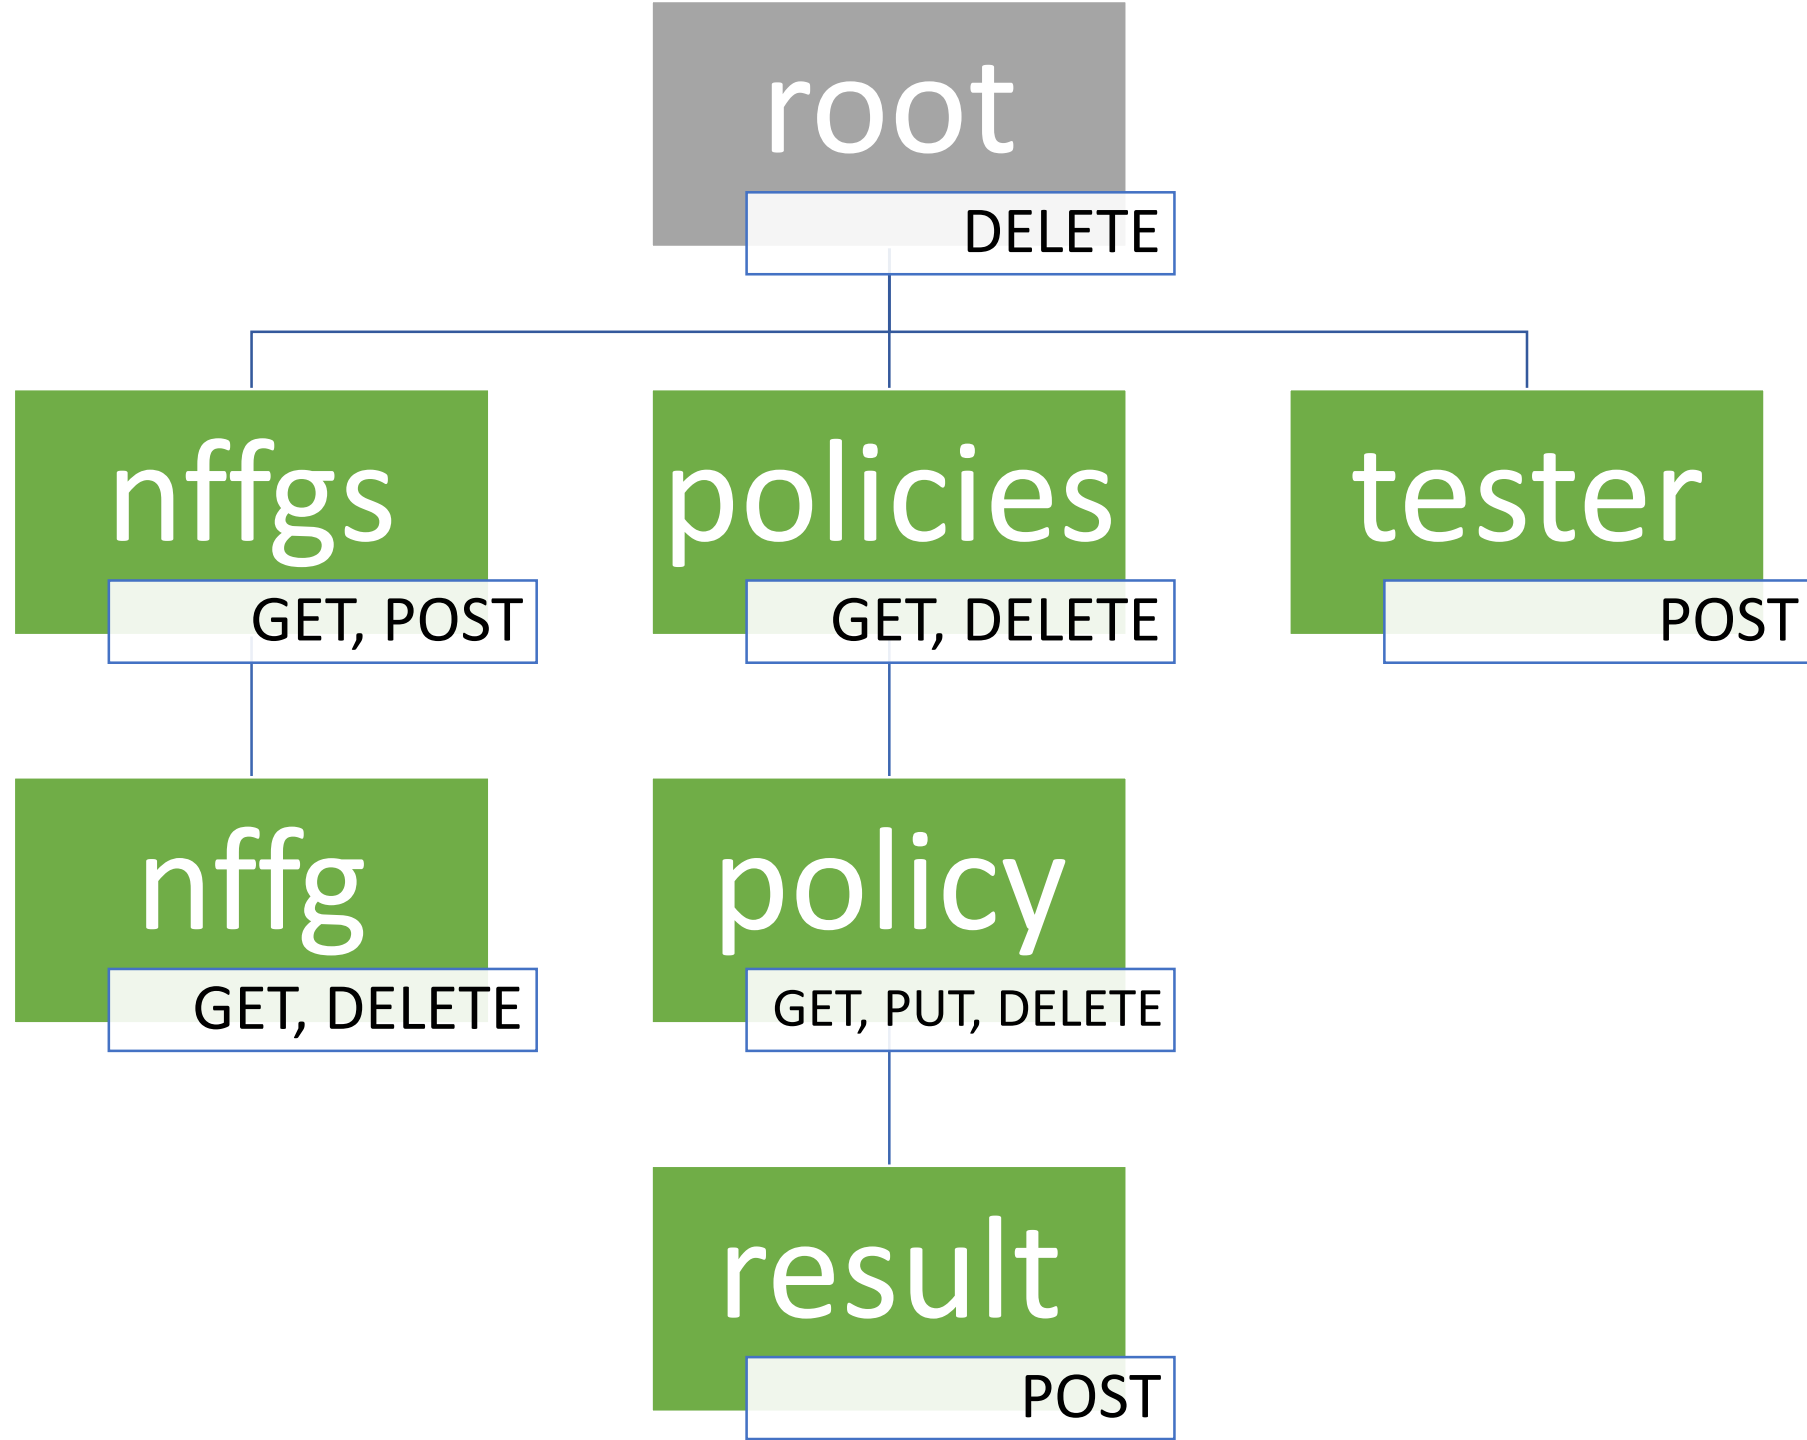 root
DELETE
nffgs
GET, POST
policies
GET, DELETE
tester
POST
nffg
GET, DELETE
policy
GET, PUT, DELETE
result
POST